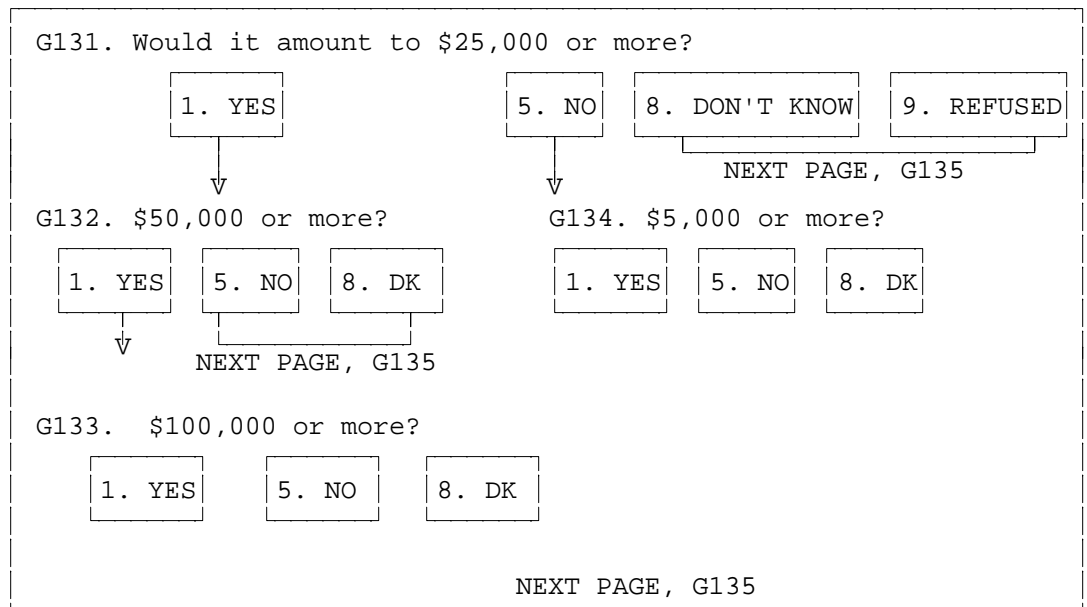 G131. Would it amount to $25,000 or more?
1. YES 5. NO 8. DON'T KNOW 9. REFUSED
NEXT PAGE, G135
G132. $50,000 or more? G134. $5,000 or more?
1. YES 5. NO 8. DK 1. YES 5. NO 8. DK
NEXT PAGE, G135
G133. $100,000 or more?
1. YES 5. NO 8. DK
NEXT PAGE, G135